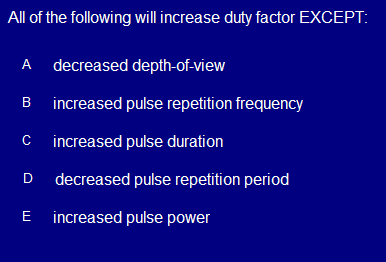 All of the following will increase duty factor EXCEPT:
A decreased depth-of-view
B increased pulse repetition frequency
C increased pulse duration
D decreased pulse repetition period
E increased pulse power